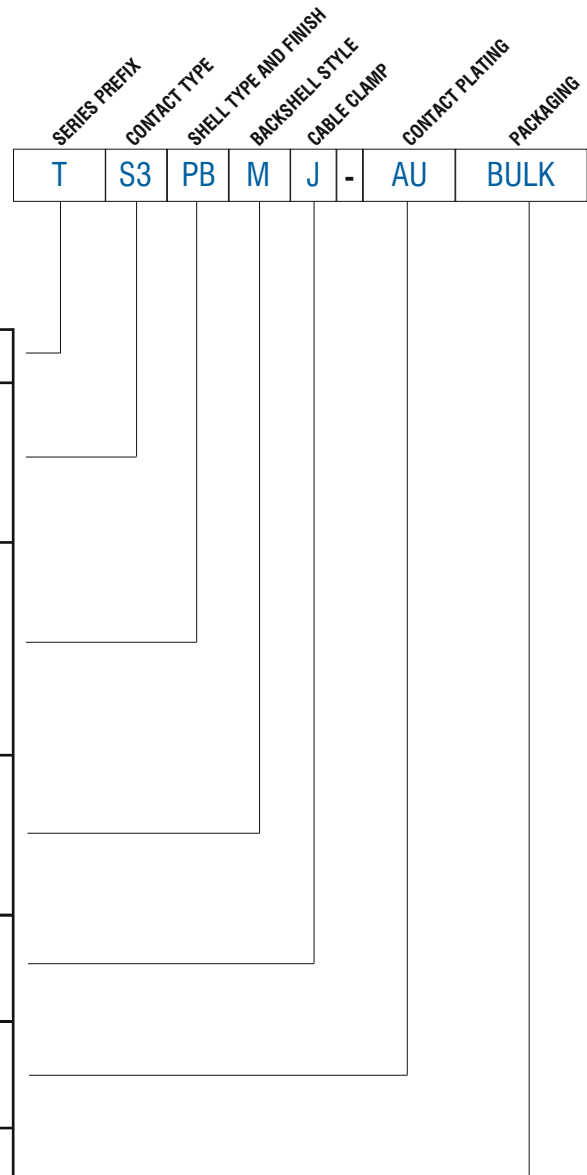 SERIES PREFIX
CONTACT TYPE
SHELL TYPE AND FINISH
BACKSHELL STYLE
CABLE CLAMP
CONTACT PLATING
PACKAGING
T S3 PB M J - AU BULK